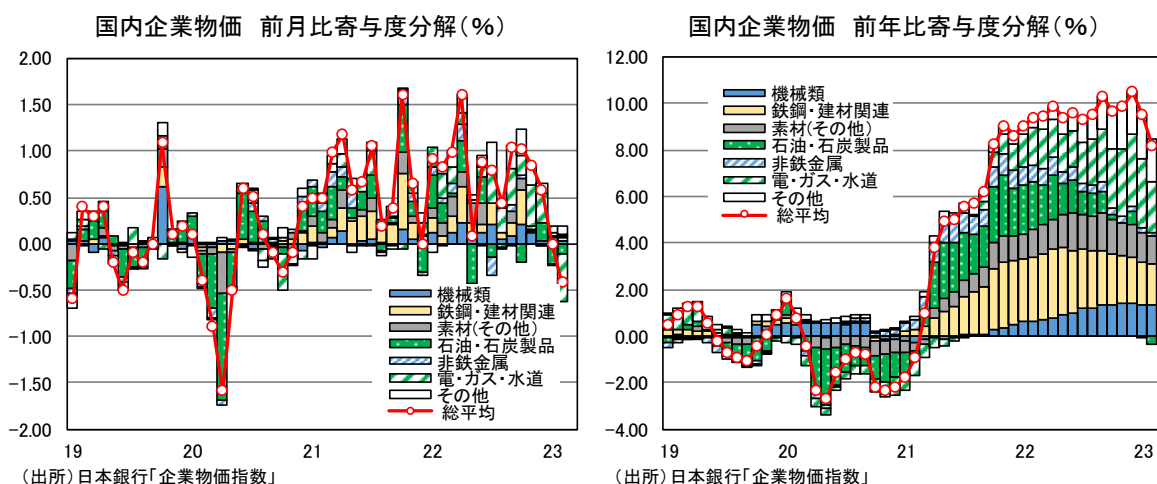 国内企業物価　前月比寄与度分解(%)
2.00
1.50
1.00
0.50
0.00
-0.50
-1.00
-1.50
-2.00
機械類
鉄鋼・建材関連
素材(その他)
石油・石炭製品
非鉄金属
電・ガス・水道
その他
総平均
19 20 21 22 23
(出所)日本銀行「企業物価指数」
国内企業物価　前年比寄与度分解(%)
12.00
10.00
8.00
6.00
4.00
2.00
0.00
-2.00
-4.00
機械類
鉄鋼・建材関連
素材(その他)
石油・石炭製品
非鉄金属
電・ガス・水道
その他
総平均
19 20 21 22 23
(出所)日本銀行「企業物価指数」